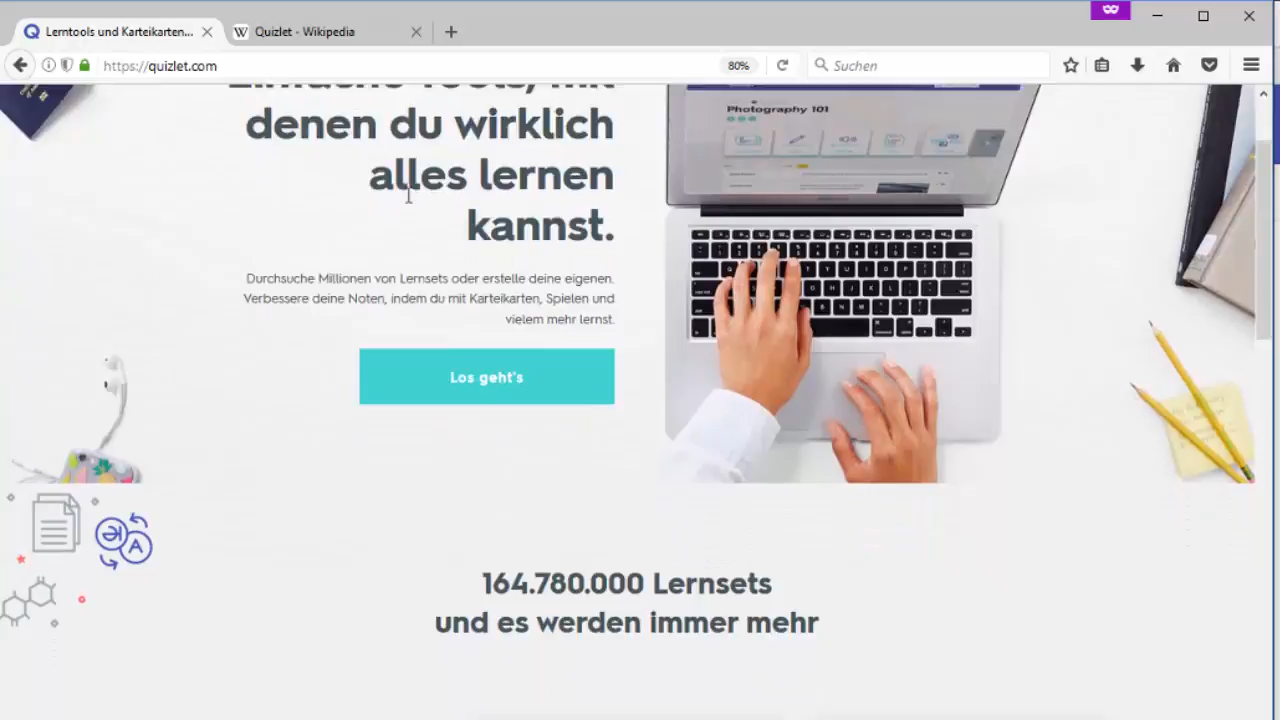 Lerntools und Karteikarten...
Quizlet - Wikipedia
https://quizlet.com
80%
Suchen
denen du wirklich
alles lernen
kannst.
Photography 101
Durchsuche Millionen von Lernsets oder erstelle deine eigenen.
Verbessere deine Noten, indem du mit Karteikarten, Spielen und
vielem mehr lernst.
Los geht's
164.780.000 Lernsets
und es werden immer mehr